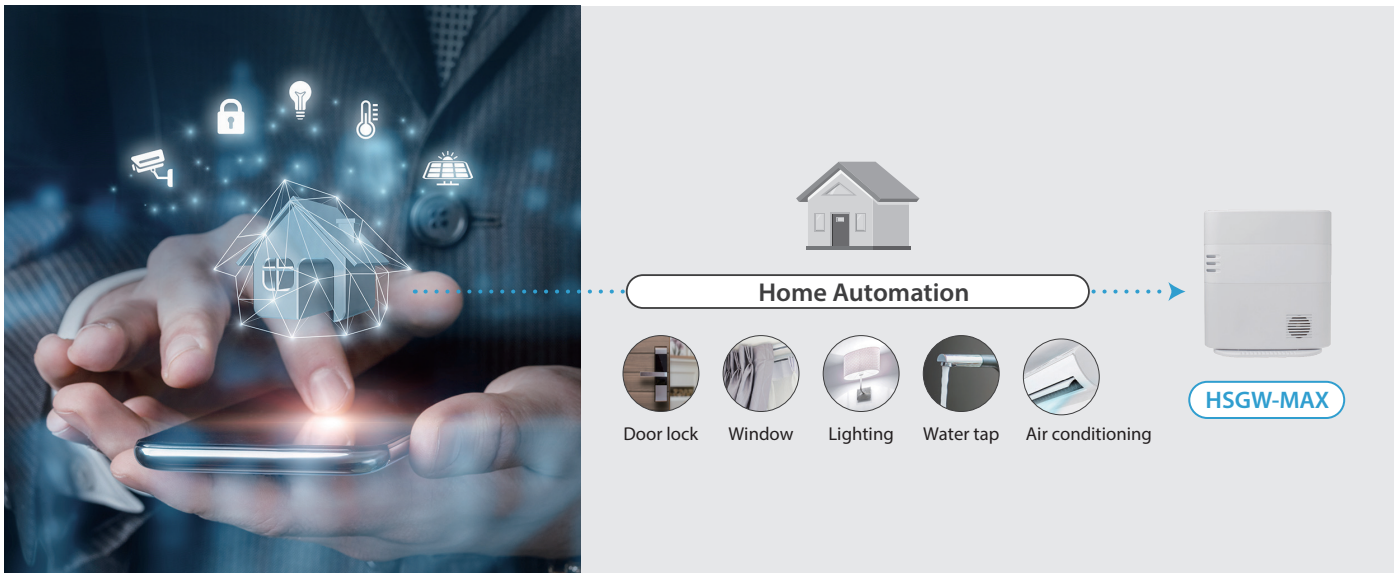 Home Automation
Door lock
Window
Lighting
Water tap
Air conditioning
HSGW-MAX